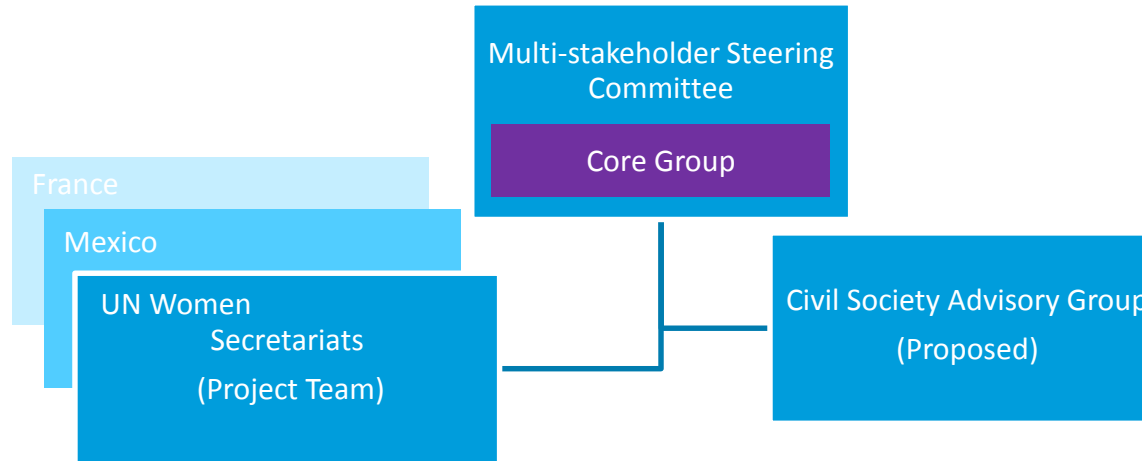 Multi-stakeholder Steering
Committee
Core Group
France
Mexico
UN Women
Secretariats
(Project Team)
Civil Society Advisory Group
(Proposed)